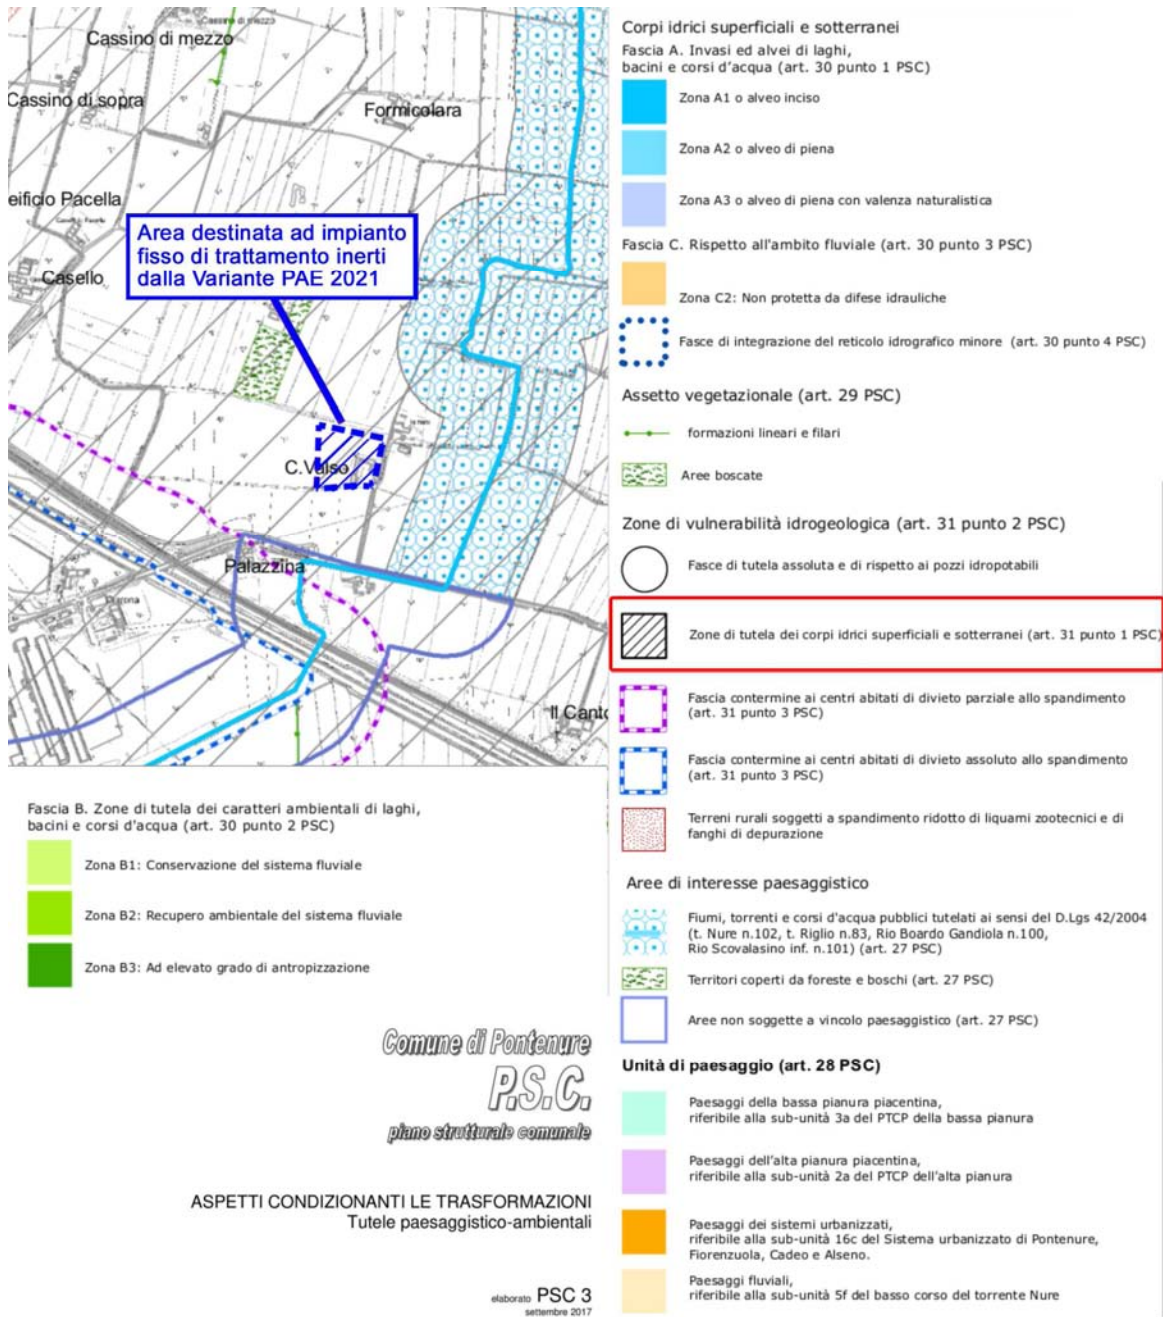 Cassino di mezzo
Cassino di mezzo
Cassino di sopra
Formicolara
eificio Pacella
Area destinata ad impianto
fisso di trattamento inerti
dalla Variante PAE 2021
Casello
C.Valso
Palazzina
Il Canto
Fascia B. Zone di tutela dei caratteri ambientali di laghi,
bacini e corsi d'acqua (art. 30 punto 2 PSC)
Zona B1: Conservazione del sistema fluviale
Zona B2: Recupero ambientale del sistema fluviale
Zona B3: Ad elevato grado di antropizzazione
Comune di Pontenure
P.S.C.
piano strutturale comunale
ASPETTI CONDIZIONANTI LE TRASFORMAZIONI
Tutele paesaggistico-ambientali
elaborato PSC 3
settembre 2017
Corpi idrici superficiali e sotterranei
Fascia A. Invasi ed alvei di laghi,
bacini e corsi d'acqua (art. 30 punto 1 PSC)
Zona A1 o alveo inciso
Zona A2 o alveo di piena
Zona A3 o alveo di piena con valenza naturalistica
Fascia C. Rispetto all'ambito fluviale (art. 30 punto 3 PSC)
Zona C2: Non protetta da difese idrauliche
Fasce di integrazione del reticolo idrografico minore (art. 30 punto 4 PSC)
Assetto vegetazionale (art. 29 PSC)
formazioni lineari e filari
Aree boscate
Zone di vulnerabilità idrogeologica (art. 31 punto 2 PSC)
Fasce di tutela assoluta e di rispetto ai pozzi idropotabili
Zone di tutela dei corpi idrici superficiali e sotterranei (art. 31 punto 1 PSC)
Fascia contermine ai centri abitati di divieto parziale allo spandimento
(art. 31 punto 3 PSC)
Fascia contermine ai centri abitati di divieto assoluto allo spandimento
(art. 31 punto 3 PSC)
Terreni rurali soggetti a spandimento ridotto di liquami zootecnici e di
fanghi di depurazione
Aree di interesse paesaggistico
Fiumi, torrenti e corsi d'acqua pubblici tutelati ai sensi del D.Lgs 42/2004
(t. Nure n.102, t. Riglio n.83, Rio Boardo Gandiola n.100,
Rio Scovalasino inf. n.101) (art. 27 PSC)
Territori coperti da foreste e boschi (art. 27 PSC)
Aree non soggette a vincolo paesaggistico (art. 27 PSC)
Unità di paesaggio (art. 28 PSC)
Paesaggi della bassa pianura piacentina,
riferibile alla sub-unità 3a del PTCP della bassa pianura
Paesaggi dell'alta pianura piacentina,
riferibile alla sub-unità 2a del PTCP dell'alta pianura
Paesaggi dei sistemi urbanizzati,
riferibile alla sub-unità 16c del Sistema urbanizzato di Pontenure,
Fiorenzuola, Cadeo e Alseno.
Paesaggi fluviali,
riferibile alla sub-unità 5f del basso corso del torrente Nure